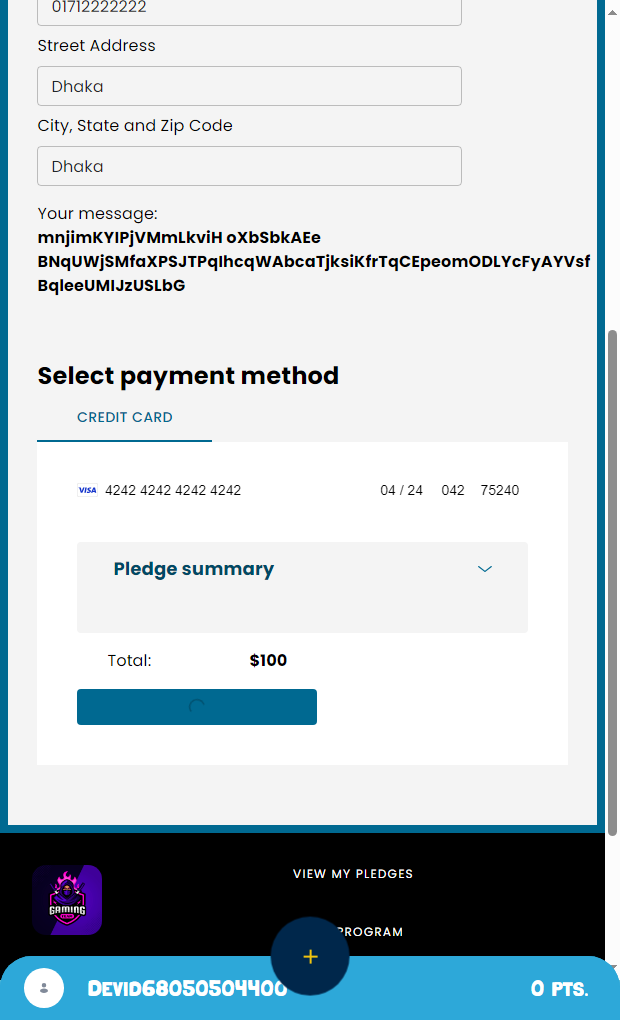 01712222222
Street Address
Dhaka
City, State and Zip Code
Dhaka
Your message:
mnjimKYIPjVMmLkviH oXbSbkAEe
BNqUWjSMfaXPSJTPqIhcqWAbcaTjksiKfrTqCEpeomODLYcFyAYVsf
BqleeUMIJzUSLbG
Select payment method
CREDIT CARD
VISA 4242 4242 4242 4242 04 / 24 042 75240
Pledge summary
Total: $100
VIEW MY PLEDGES
GAMING
PROGRAM
+
Devid68050504400 0 PTS.